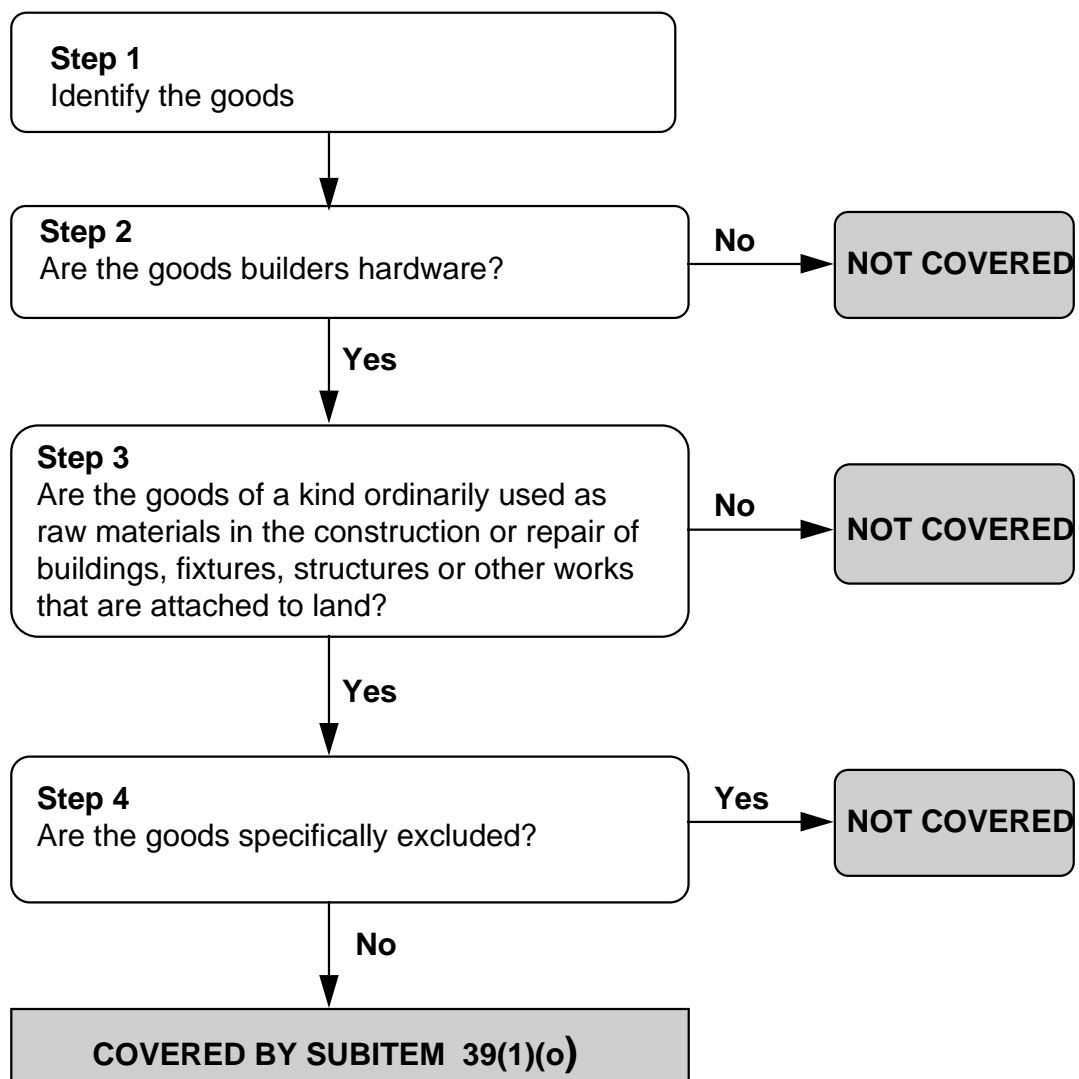 Step 1
Identify the goods
Step 2
Are the goods builders hardware?
No
NOT COVERED
Yes
Step 3
Are the goods of a kind ordinarily used as
raw materials in the construction or repair of
buildings, fixtures, structures or other works
that are attached to land?
No
NOT COVERED
Yes
Step 4
Are the goods specifically excluded?
Yes
NOT COVERED
No
COVERED BY SUBITEM 39(1)(o)